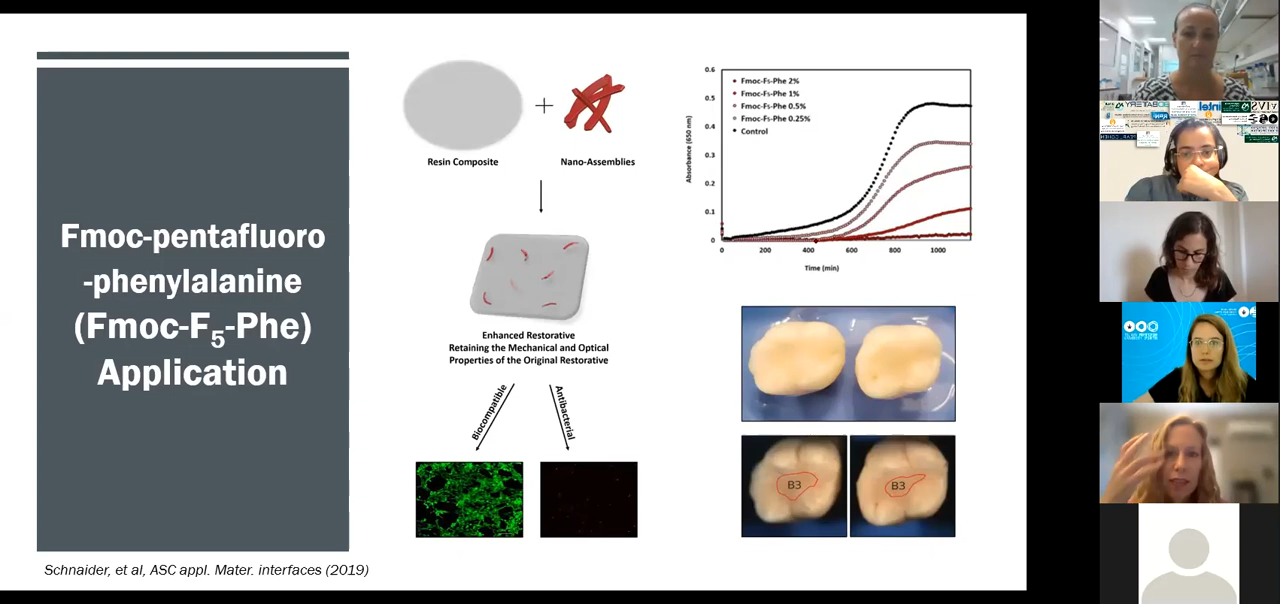 Fmoc-pentafluoro
-phenylalanine
(Fmoc-F5-Phe)
Application
Schnaider, et al, ASC appl. Mater. interfaces (2019)
+
Resin Composite
Nano-Assemblies
Enhanced Restorative
Retaining the Mechanical and Optical
Properties of the Original Restorative
Biocompatible
Antibacterial
0.6
0.5
0.4
0.3
0.2
0.1
0
Absorbance (650 nm)
Fmoc-F5-Phe 2%
Fmoc-F5-Phe 1%
Fmoc-F5-Phe 0.5%
Fmoc-F5-Phe 0.25%
Control
0 200 400 600 800 1000
Time (min)
B3
B3
intel